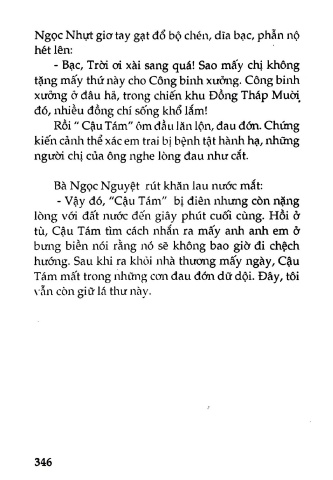 Ngọc Nhựt giơ tay gạt đổ bộ chén, dĩa bạc, phẫn nộ
hét lên:
- Bạc, Trời ơi xài sang quá! Sao mấy chị không
tặng mấy thứ này cho Công binh xưởng. Công binh
xưởng ở đâu hả, trong chiến khu Đồng Tháp Mười
đó, nhiều đồng chí sống khổ lắm!
Rồi " Cậu Tám" ôm đầu lăn lộn, đau đớn. Chứng
kiến cảnh thể xác em trai bị bệnh tật hành hạ, những
người chị của ông nghe lòng đau như cắt.
Bà Ngọc Nguyệt rút khăn lau nước mắt:
- Vậy đó, "Cậu Tám" bị điên nhưng còn nặng
lòng với đất nước đến giây phút cuối cùng. Hồi ở
tù, Cậu Tám tìm cách nhắn ra mấy anh anh em ở
bưng biền nói rằng nó sẽ không bao giờ đi chệch
hướng. Sau khi ra khỏi nhà thương mấy ngày, Cậu
Tám mất trong những cơn đau đớn dữ dội. Đây, tôi
vẫn còn giữ lá thư này.
346